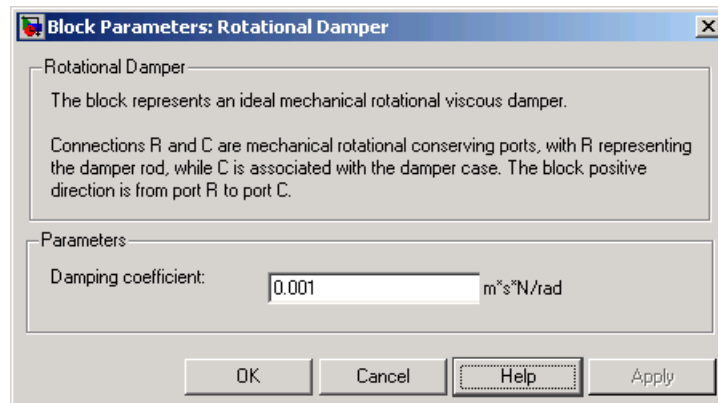 Block Parameters: Rotational Damper
Rotational Damper
The block represents an ideal mechanical rotational viscous damper.
Connections R and C are mechanical rotational conserving ports, with R representing
the damper rod, while C is associated with the damper case. The block positive
direction is from port R to port C.
Parameters
Damping coefficient: 0.001 m*s*N/rad
OK Cancel Help Apply